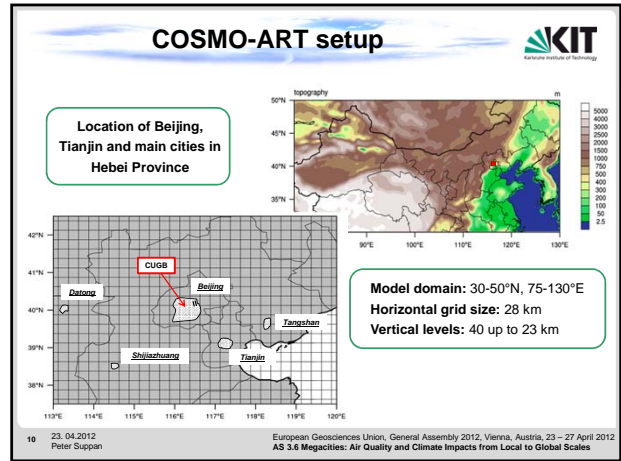 COSMO-ART setup
KIT
Karlsruhe Institute of Technology
Location of Beijing,
Tianjin and main cities in
Hebei Province
topography
m
50°N
45°N
40°N
35°N
90°E
100°E
110°E
120°E
130°E
5000
4000
3000
2500
2000
1500
1000
750
500
400
300
200
100
50
2.5
42°N
41°N
40°N
39°N
38°N
113°E
114°E
115°E
116°E
117°E
118°E
119°E
120°E
CUGB
Beijing
Datong
Tangshan
Shijiazhuang
Tianjin
Model domain: 30-50°N, 75-130°E
Horizontal grid size: 28 km
Vertical levels: 40 up to 23 km
10
23. 04.2012
Peter Suppan
European Geosciences Union, General Assembly 2012, Vienna, Austria, 23 – 27 April 2012
AS 3.6 Megacities: Air Quality and Climate Impacts from Local to Global Scales